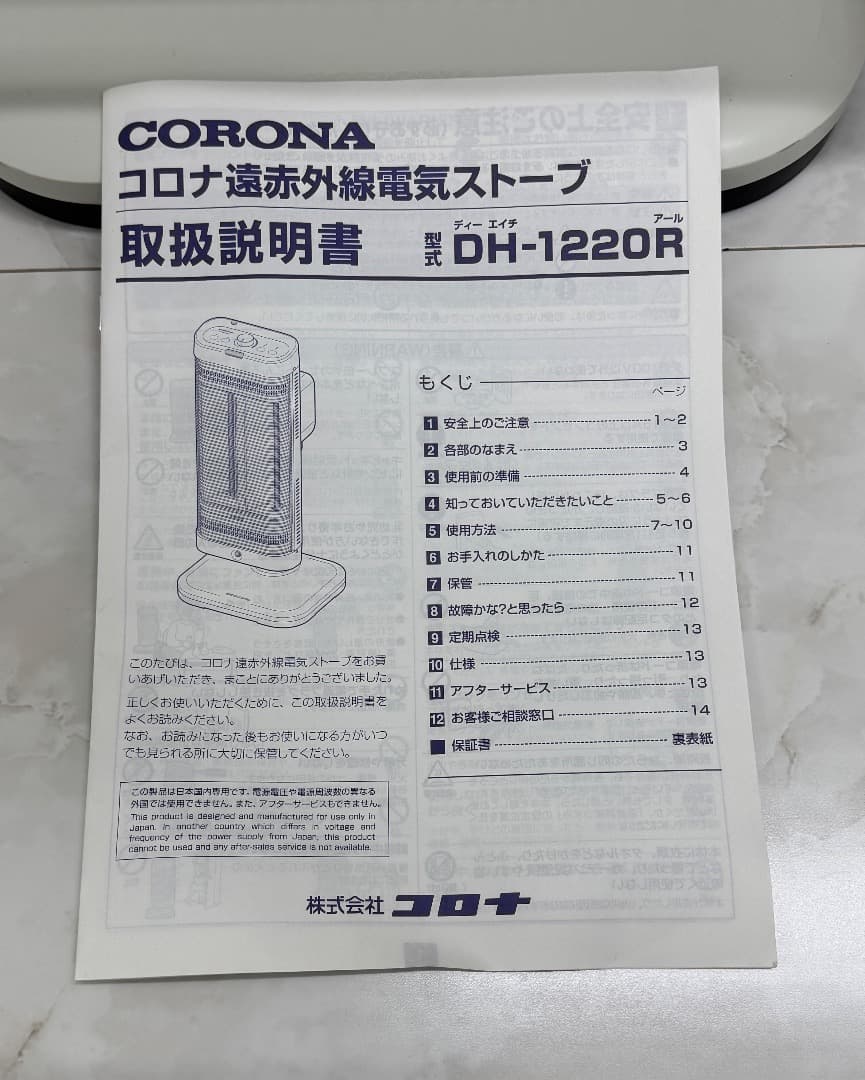 CORONA
コロナ遠赤外線電気ストーブ
取扱説明書
型式
ディー エイチ アール
DH-1220R
もくじ
ページ
1 安全上のご注意 1～2
2 各部のなまえ 3
3 使用前の準備 4
4 知っておいていただきたいこと 5～6
5 使用方法 7～10
6 お手入れのしかた 11
7 保管 11
8 故障かな?と思ったら 12
9 定期点検 13
10 仕様 13
11 アフターサービス 13
12 お客様ご相談窓口 14
■ 保証書 裏表紙
このたびは、コロナ遠赤外線電気ストーブをお買
いあげいただき、まことにありがとうございました。
正しくお使いいただくために、この取扱説明書を
よくお読みください。
なお、お読みになった後もお使いになる方がいつ
でも見られる所に大切に保管してください。
この製品は日本国内専用です。電源電圧や電源周波数の異なる
外国では使用できません。また、アフターサービスもできません。
This product is designed and manufactured for use only in
Japan. In another country which differs in voltage and
frequency of the power supply from Japan, this product
cannot be used and any after-sales service is not available.
株式会社 コロナ